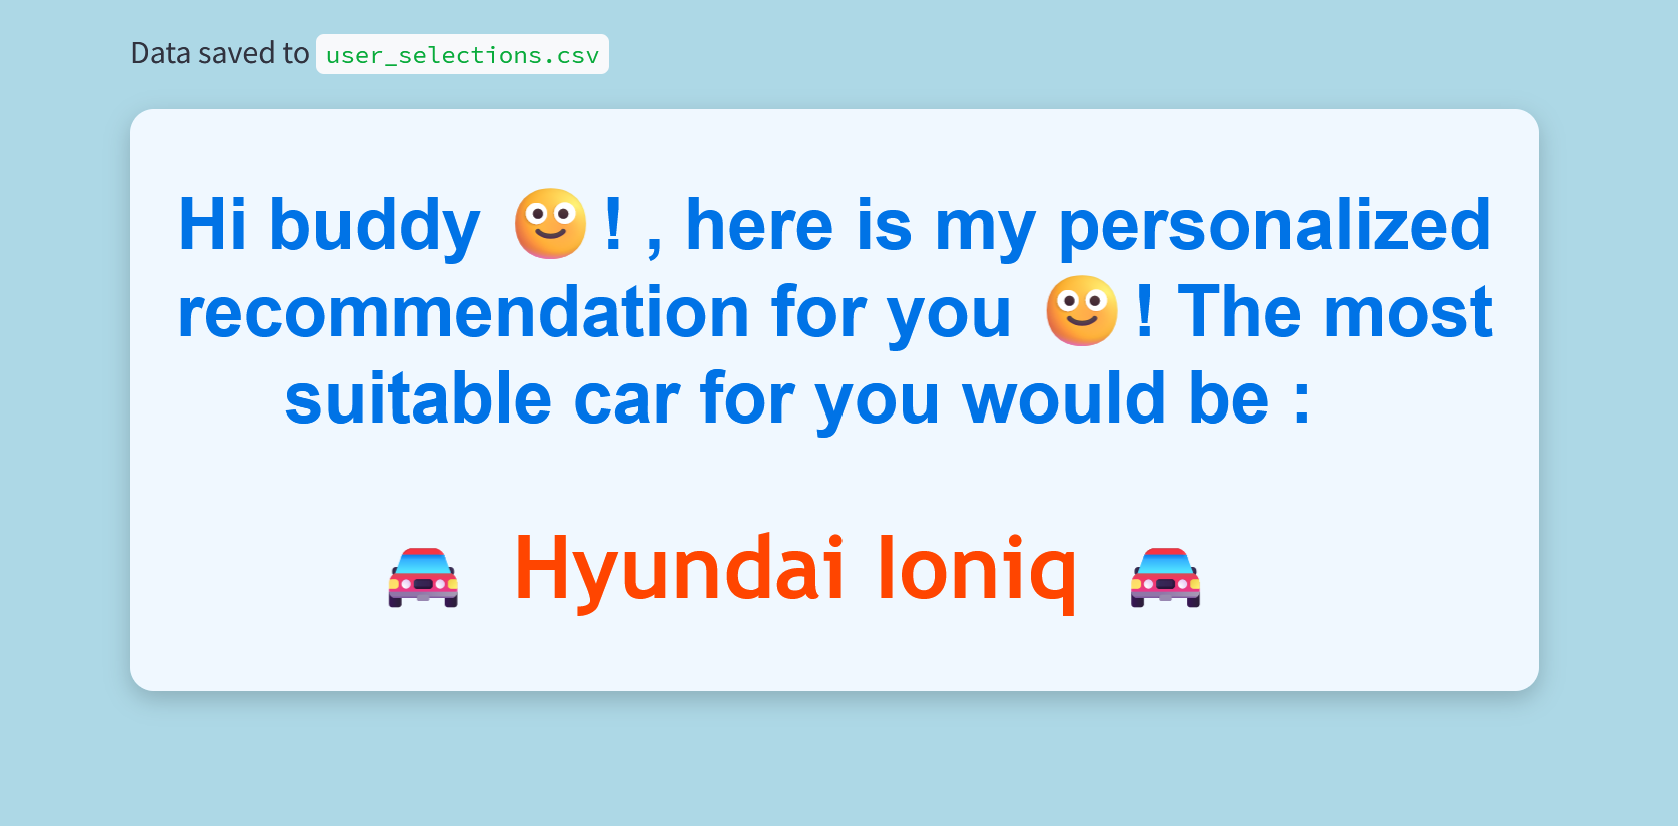 Data saved to user_selections.csv
Hi buddy 🙂! , here is my personalized
recommendation for you 🙂! The most
suitable car for you would be :
🚘 Hyundai Ioniq 🚘